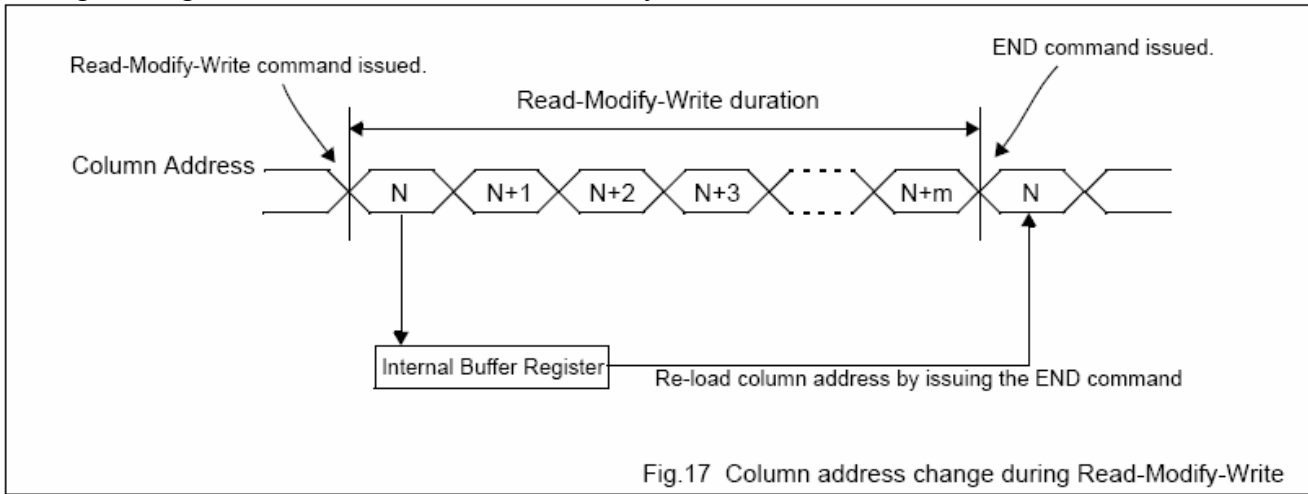 END command issued.
Read-Modify-Write command issued.
Read-Modify-Write duration
Column Address
N
N+1
N+2
N+3
N+m
N
Internal Buffer Register
Re-load column address by issuing the END command
Fig.17 Column address change during Read-Modify-Write